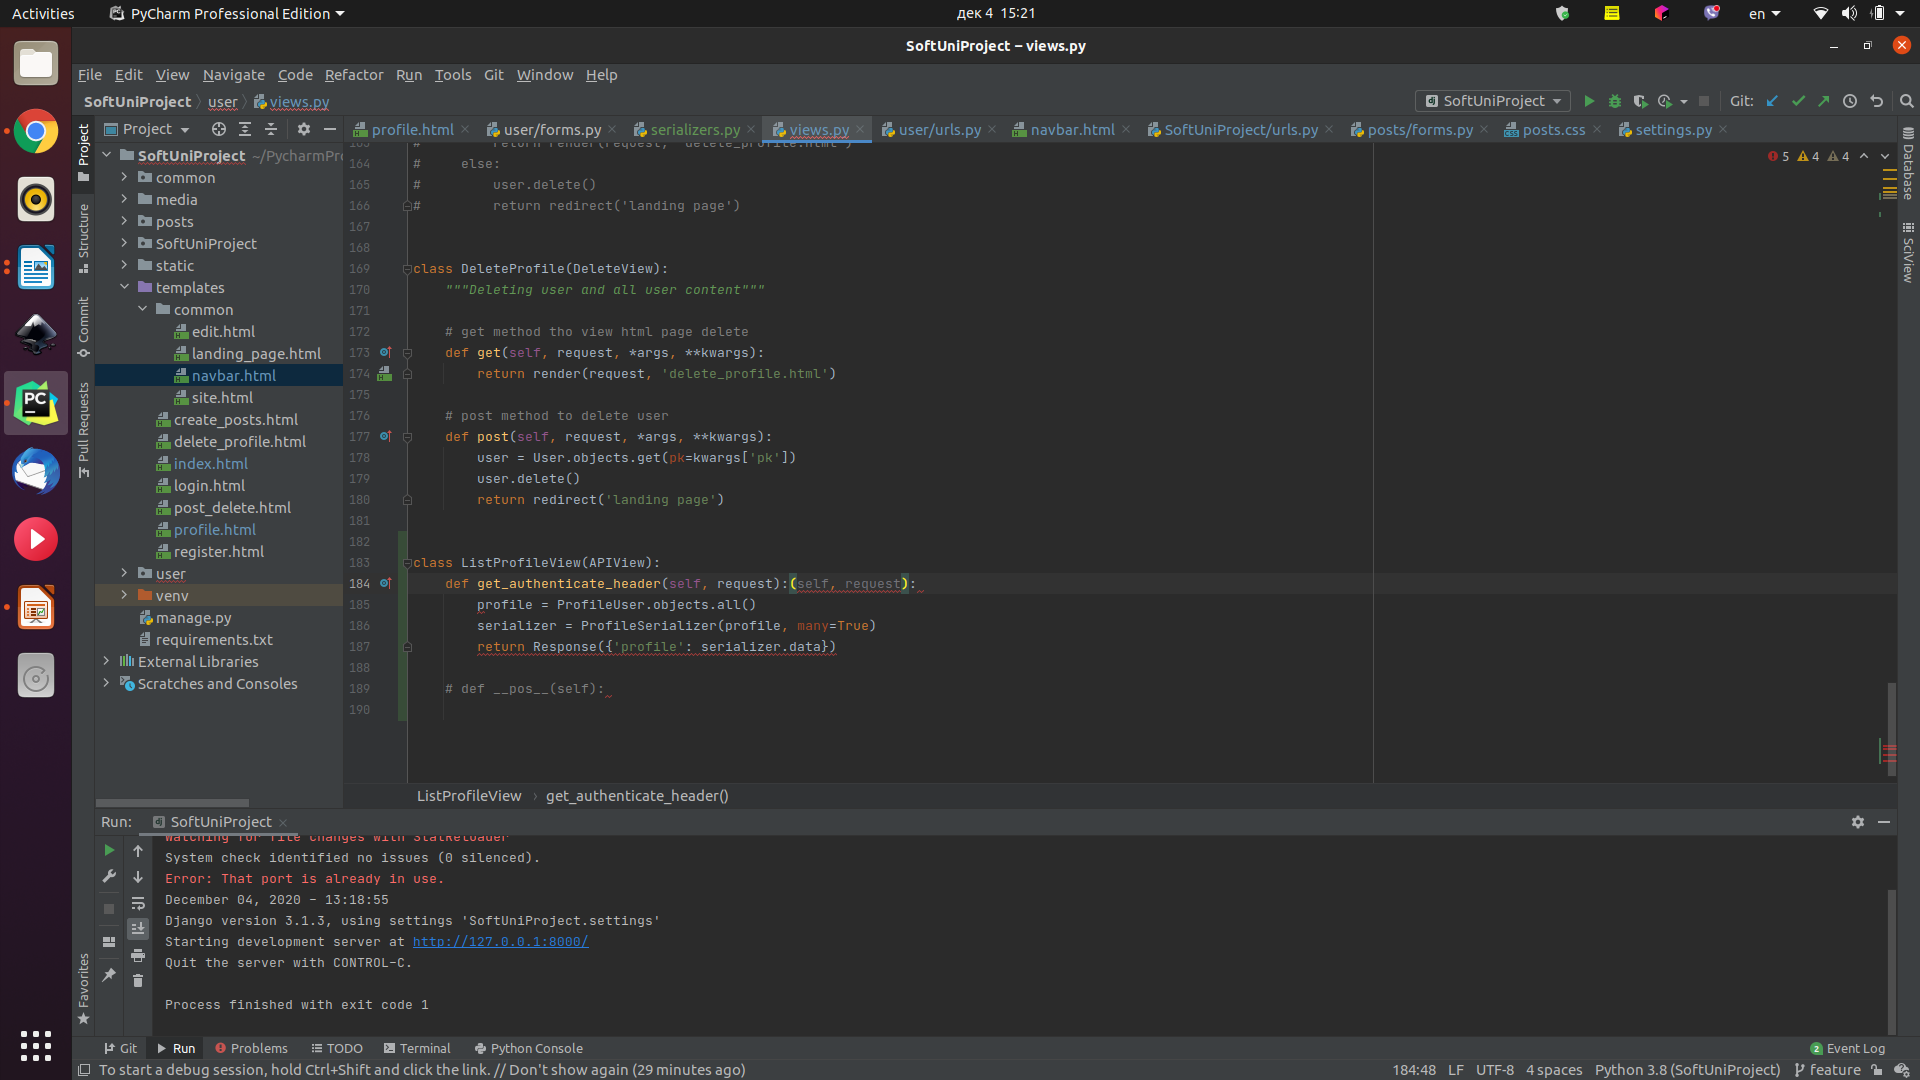 Activities PyCharm Professional Edition дек 4 15:21 en
SoftUniProject – views.py
File Edit View Navigate Code Refactor Run Tools Git Window Help
SoftUniProject user views.py SoftUniProject Git:
Project profile.html user/forms.py serializers.py views.py user/urls.py navbar.html SoftUniProject/urls.py posts/forms.py posts.css settings.py
Project
Structure
Commit
Pull Requests
Favorites
Database
SciView
SoftUniProject ~/PycharmPro
common
media
posts
SoftUniProject
static
templates
common
edit.html
landing_page.html
navbar.html
site.html
create_posts.html
delete_profile.html
index.html
login.html
post_delete.html
profile.html
register.html
user
venv
manage.py
requirements.txt
External Libraries
Scratches and Consoles
5 4 4
163 # return render(request, 'delete_profile.html')
164 # else:
165 # user.delete()
166 # return redirect('landing page')
167
168
169 class DeleteProfile(DeleteView):
170 """Deleting user and all user content"""
171
172 # get method tho view html page delete
173 def get(self, request, *args, **kwargs):
174 return render(request, 'delete_profile.html')
175
176 # post method to delete user
177 def post(self, request, *args, **kwargs):
178 user = User.objects.get(pk=kwargs['pk'])
179 user.delete()
180 return redirect('landing page')
181
182
183 class ListProfileView(APIView):
184 def get_authenticate_header(self, request):(self, request):
185 profile = ProfileUser.objects.all()
186 serializer = ProfileSerializer(profile, many=True)
187 return Response({'profile': serializer.data})
188
189 # def __pos__(self):
190
ListProfileView › get_authenticate_header()
Run: SoftUniProject
Watching for file changes with StatReloader
System check identified no issues (0 silenced).
Error: That port is already in use.
December 04, 2020 - 13:18:55
Django version 3.1.3, using settings 'SoftUniProject.settings'
Starting development server at http://127.0.0.1:8000/
Quit the server with CONTROL-C.
Process finished with exit code 1
Git Run Problems TODO Terminal Python Console 2 Event Log
To start a debug session, hold Ctrl+Shift and click the link. // Don't show again (29 minutes ago) 184:48 LF UTF-8 4 spaces Python 3.8 (SoftUniProject) feature